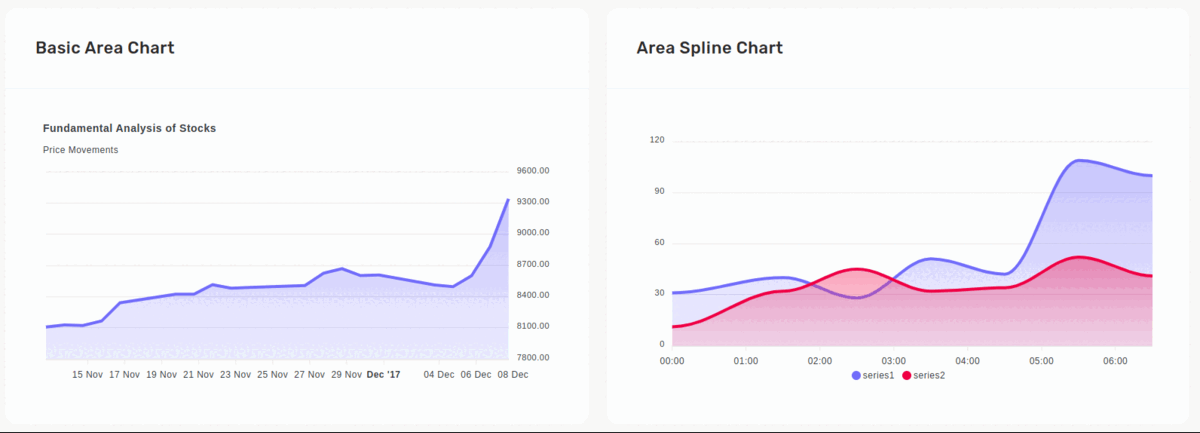 Basic Area Chart
Fundamental Analysis of Stocks
Price Movements
9600.00
9300.00
9000.00
8700.00
8400.00
8100.00
7800.00
15 Nov 17 Nov 19 Nov 21 Nov 23 Nov 25 Nov 27 Nov 29 Nov Dec '17 04 Dec 06 Dec 08 Dec
Area Spline Chart
120
90
60
30
0
00:00 01:00 02:00 03:00 04:00 05:00 06:00
series1 series2